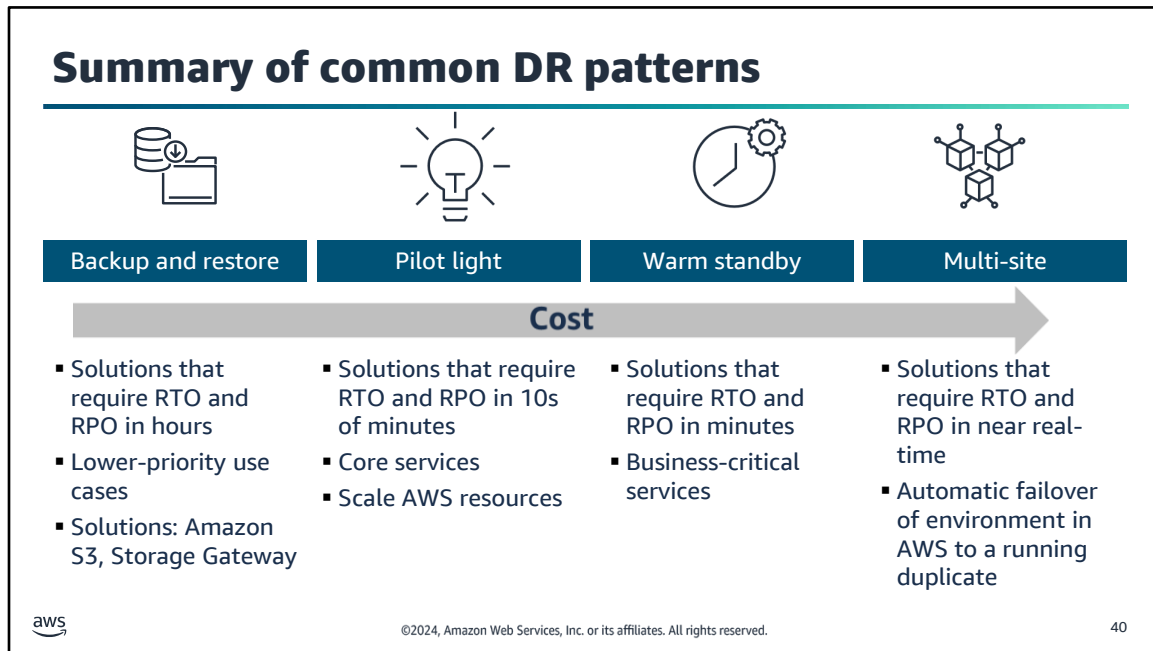 Summary of common DR patterns
Backup and restore
Pilot light
Warm standby
Multi-site
Cost
▪ Solutions that
require RTO and
RPO in hours
▪ Lower-priority use
cases
▪ Solutions: Amazon
S3, Storage Gateway
▪ Solutions that require
RTO and RPO in 10s
of minutes
▪ Core services
▪ Scale AWS resources
▪ Solutions that
require RTO and
RPO in minutes
▪ Business-critical
services
▪ Solutions that
require RTO and
RPO in near real-
time
▪ Automatic failover
of environment in
AWS to a running
duplicate
aws
©2024, Amazon Web Services, Inc. or its affiliates. All rights reserved.
40